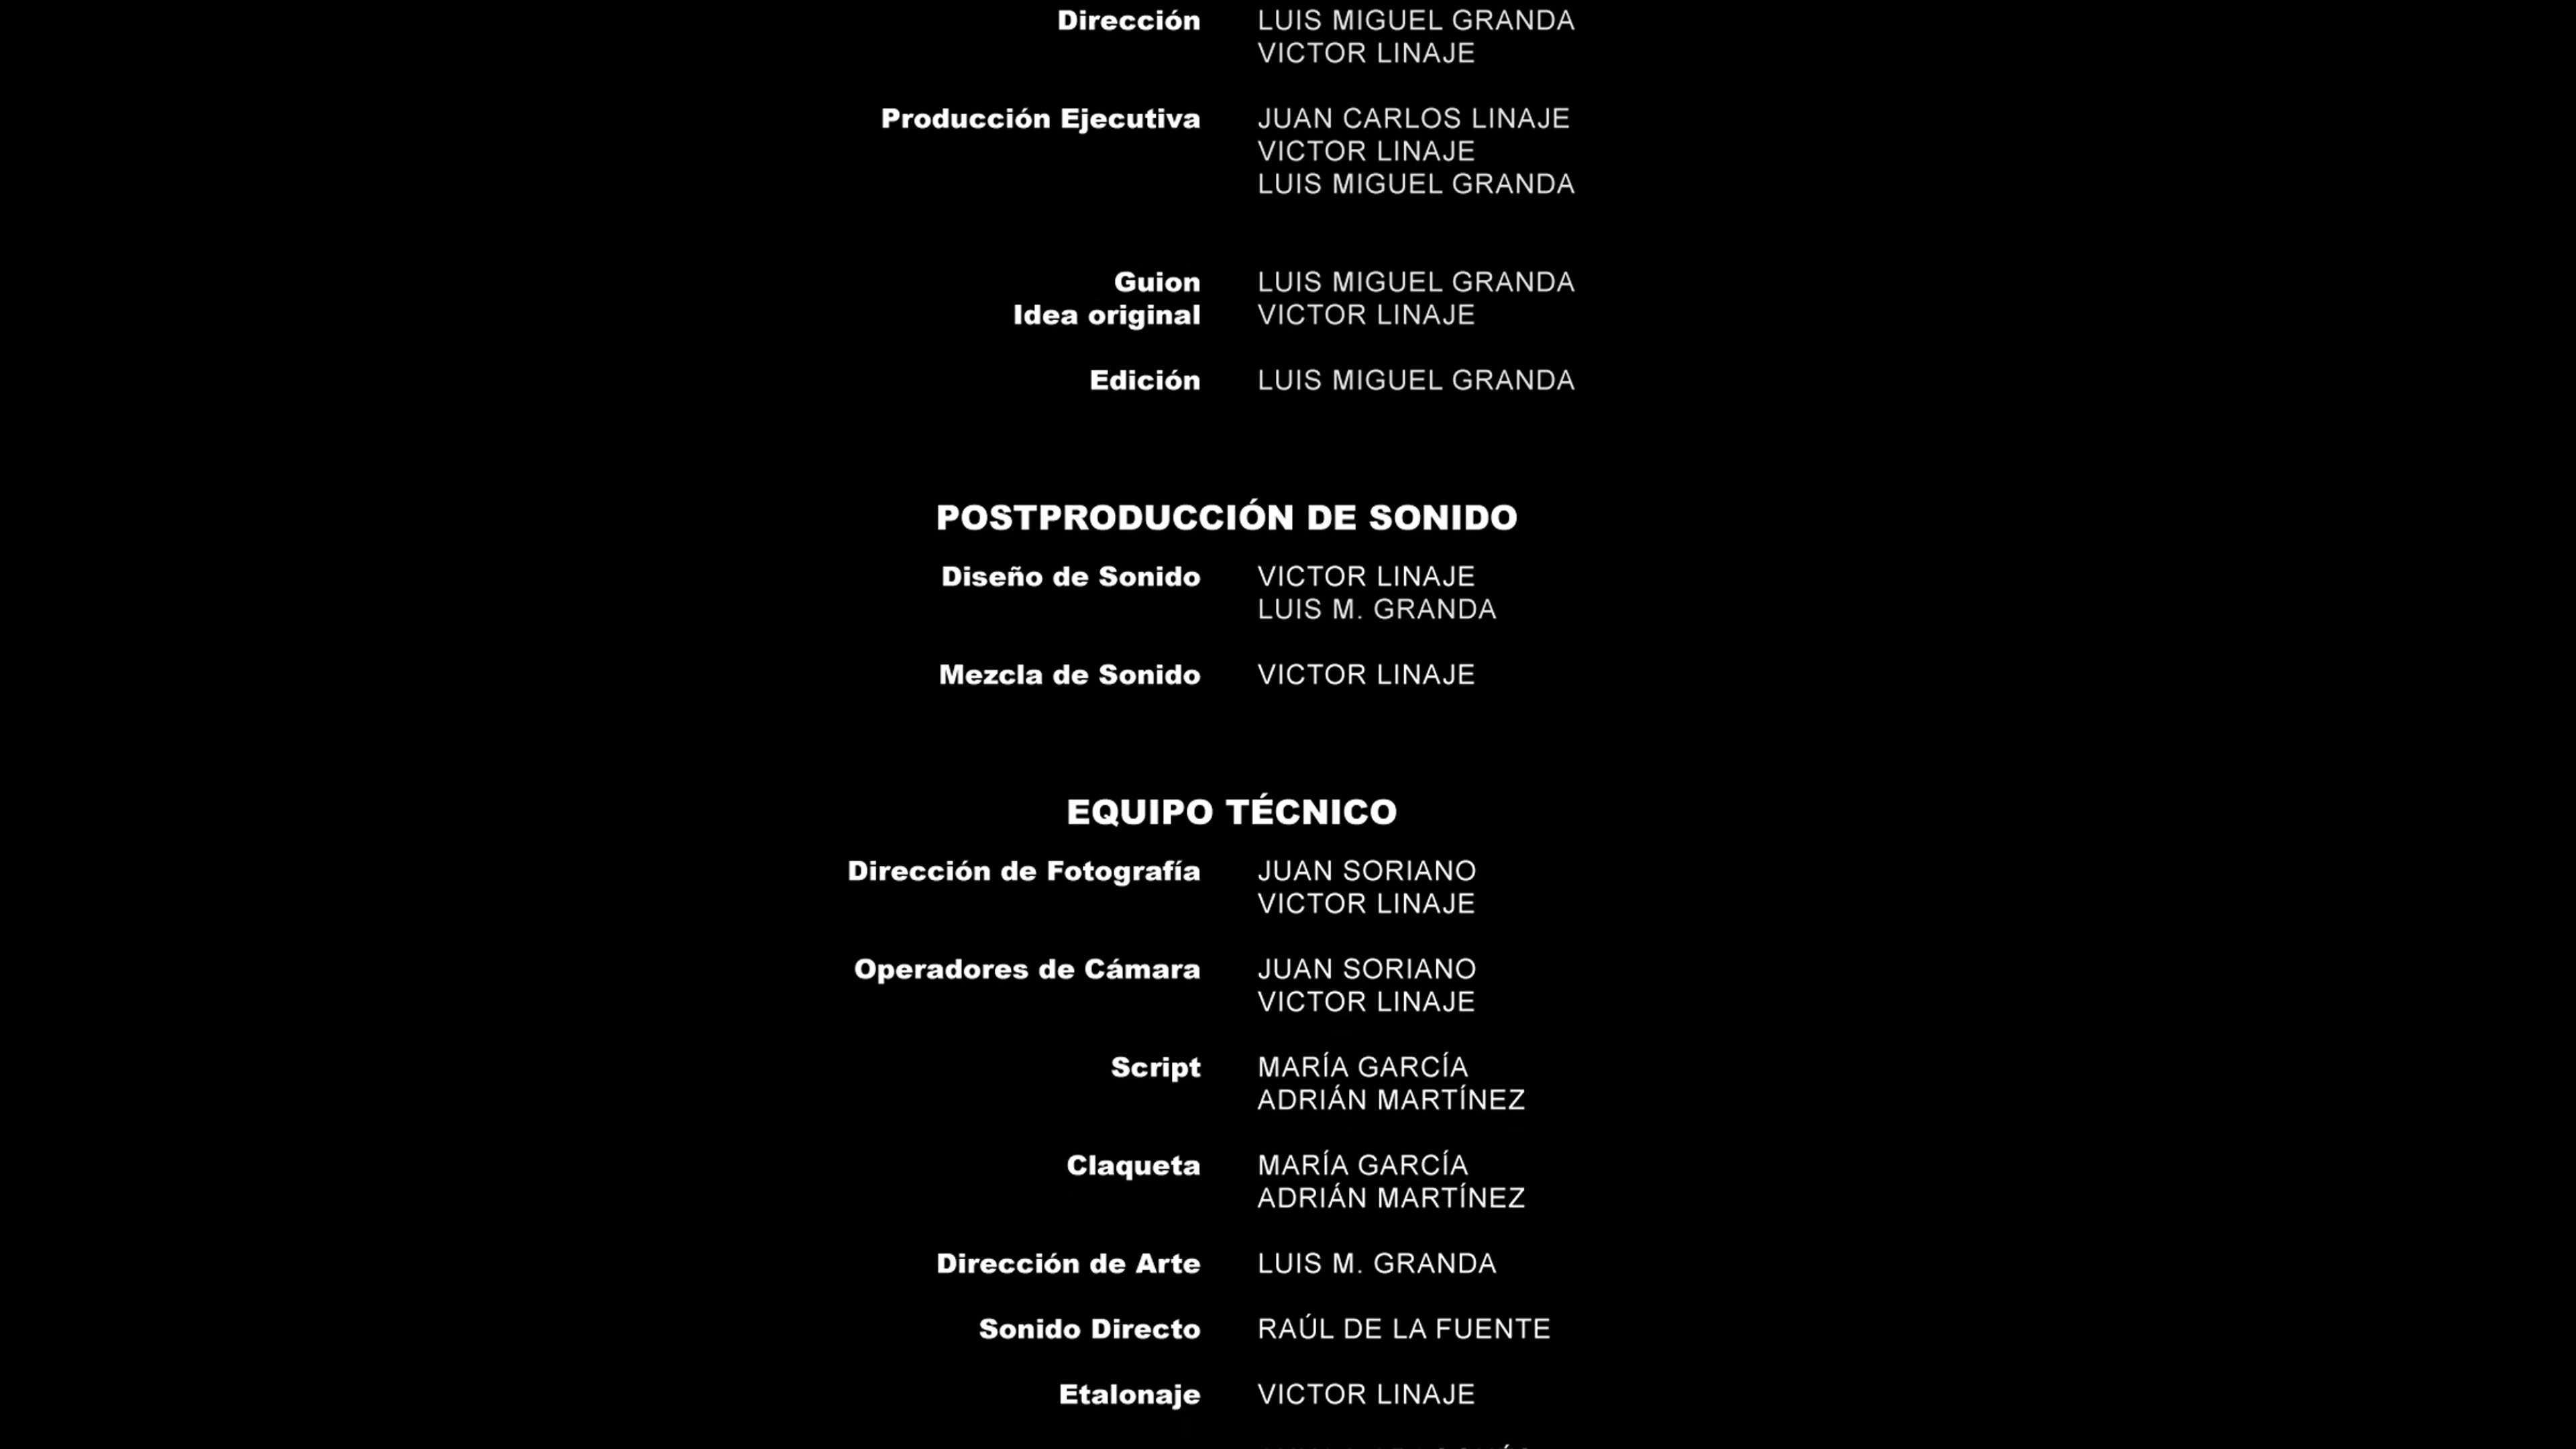 Dirección LUIS MIGUEL GRANDA
VICTOR LINAJE
Producción Ejecutiva JUAN CARLOS LINAJE
VICTOR LINAJE
LUIS MIGUEL GRANDA
Guion LUIS MIGUEL GRANDA
Idea original VICTOR LINAJE
Edición LUIS MIGUEL GRANDA
POSTPRODUCCIÓN DE SONIDO
Diseño de Sonido VICTOR LINAJE
LUIS M. GRANDA
Mezcla de Sonido VICTOR LINAJE
EQUIPO TÉCNICO
Dirección de Fotografía JUAN SORIANO
VICTOR LINAJE
Operadores de Cámara JUAN SORIANO
VICTOR LINAJE
Script MARÍA GARCÍA
ADRIÁN MARTÍNEZ
Claqueta MARÍA GARCÍA
ADRIÁN MARTÍNEZ
Dirección de Arte LUIS M. GRANDA
Sonido Directo RAÚL DE LA FUENTE
Etalonaje VICTOR LINAJE